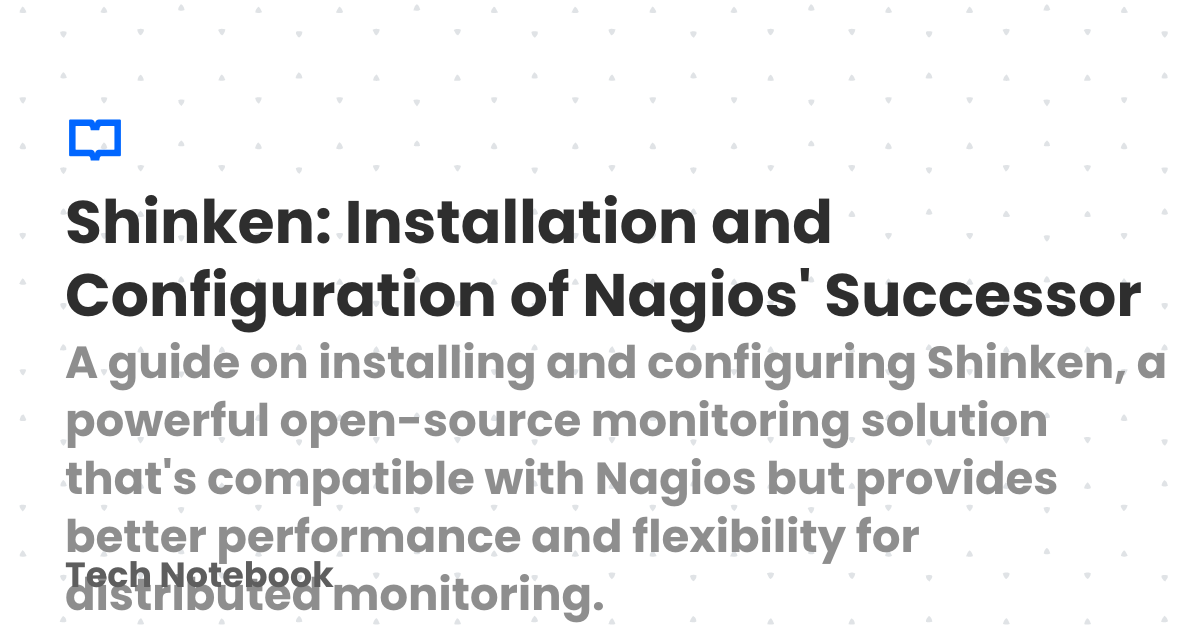 Shinken: Installation and
Configuration of Nagios' Successor
A guide on installing and configuring Shinken, a
powerful open-source monitoring solution
that's compatible with Nagios but provides
better performance and flexibility for
Tech Notebook
distributed monitoring.